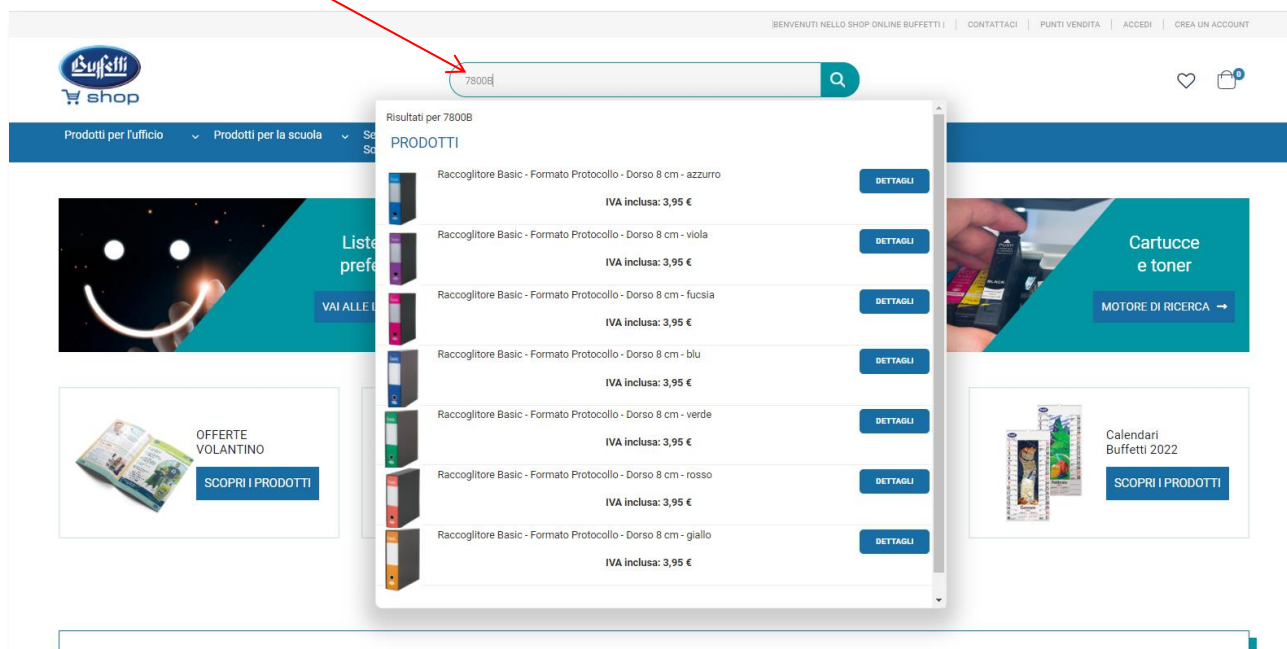 |BENVENUTI NELLO SHOP ONLINE BUFFETTI | CONTATTACI | PUNTI VENDITA | ACCEDI | CREA UN ACCOUNT
Buffetti
shop
7800B
0
Prodotti per l'ufficio
Prodotti per la scuola
Risultati per 7800B
PRODOTTI
Raccoglitore Basic - Formato Protocollo - Dorso 8 cm - azzurro
DETTAGLI
IVA inclusa: 3,95 €
Raccoglitore Basic - Formato Protocollo - Dorso 8 cm - viola
DETTAGLI
IVA inclusa: 3,95 €
Raccoglitore Basic - Formato Protocollo - Dorso 8 cm - fucsia
DETTAGLI
IVA inclusa: 3,95 €
Raccoglitore Basic - Formato Protocollo - Dorso 8 cm - blu
DETTAGLI
IVA inclusa: 3,95 €
Raccoglitore Basic - Formato Protocollo - Dorso 8 cm - verde
DETTAGLI
IVA inclusa: 3,95 €
Raccoglitore Basic - Formato Protocollo - Dorso 8 cm - rosso
DETTAGLI
IVA inclusa: 3,95 €
Raccoglitore Basic - Formato Protocollo - Dorso 8 cm - giallo
DETTAGLI
IVA inclusa: 3,95 €
Liste
prefe
VAI ALLE
Cartucce
e toner
MOTORE DI RICERCA →
OFFERTE
VOLANTINO
SCOPRI I PRODOTTI
Calendari
Buffetti 2022
SCOPRI I PRODOTTI